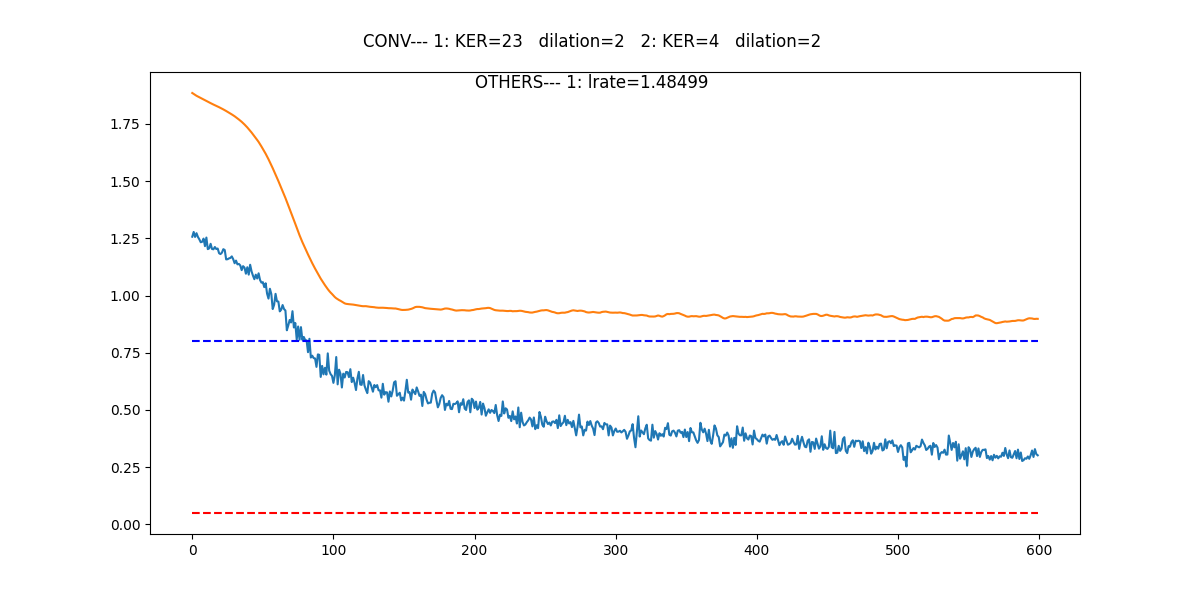 CONV--- 1: KER=23   dilation=2   2: KER=4   dilation=2
OTHERS--- 1: lrate=1.48499
1.75
1.50
1.25
1.00
0.75
0.50
0.25
0.00
0 100 200 300 400 500 600